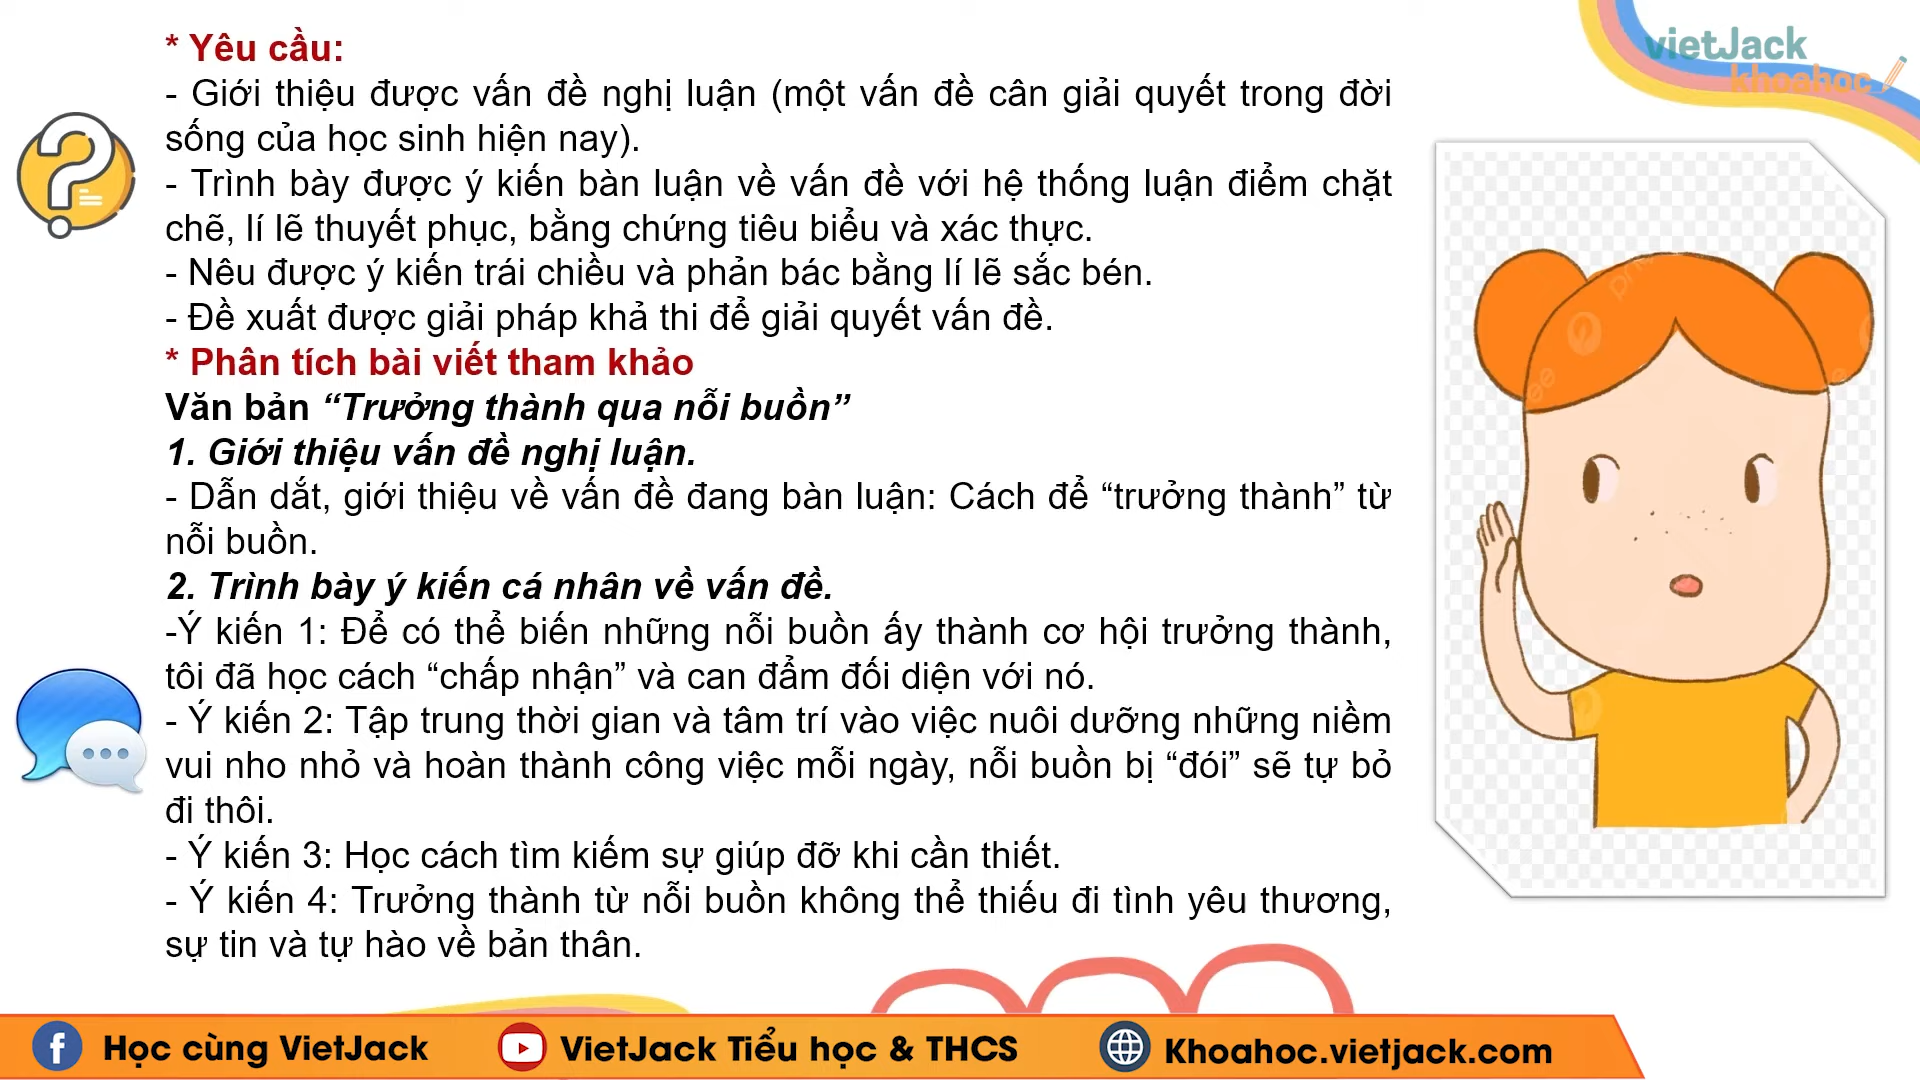 vietJack
khoahoc
* Yêu cầu:
- Giới thiệu được vấn đề nghị luận (một vấn đề cân giải quyết trong đời
sống của học sinh hiện nay).
- Trình bày được ý kiến bàn luận về vấn đề với hệ thống luận điểm chặt
chẽ, lí lẽ thuyết phục, bằng chứng tiêu biểu và xác thực.
- Nêu được ý kiến trái chiều và phản bác bằng lí lẽ sắc bén.
- Đề xuất được giải pháp khả thi để giải quyết vấn đề.
* Phân tích bài viết tham khảo
Văn bản “Trưởng thành qua nỗi buồn”
1. Giới thiệu vấn đề nghị luận.
- Dẫn dắt, giới thiệu về vấn đề đang bàn luận: Cách để “trưởng thành” từ
nỗi buồn.
2. Trình bày ý kiến cá nhân về vấn đề.
-Ý kiến 1: Để có thể biến những nỗi buồn ấy thành cơ hội trưởng thành,
tôi đã học cách “chấp nhận” và can đảm đối diện với nó.
- Ý kiến 2: Tập trung thời gian và tâm trí vào việc nuôi dưỡng những niềm
vui nho nhỏ và hoàn thành công việc mỗi ngày, nỗi buồn bị “đói” sẽ tự bỏ
đi thôi.
- Ý kiến 3: Học cách tìm kiếm sự giúp đỡ khi cần thiết.
- Ý kiến 4: Trưởng thành từ nỗi buồn không thể thiếu đi tình yêu thương,
sự tin và tự hào về bản thân.
Học cùng VietJack
VietJack Tiểu học & THCS
Khoahoc.vietjack.com